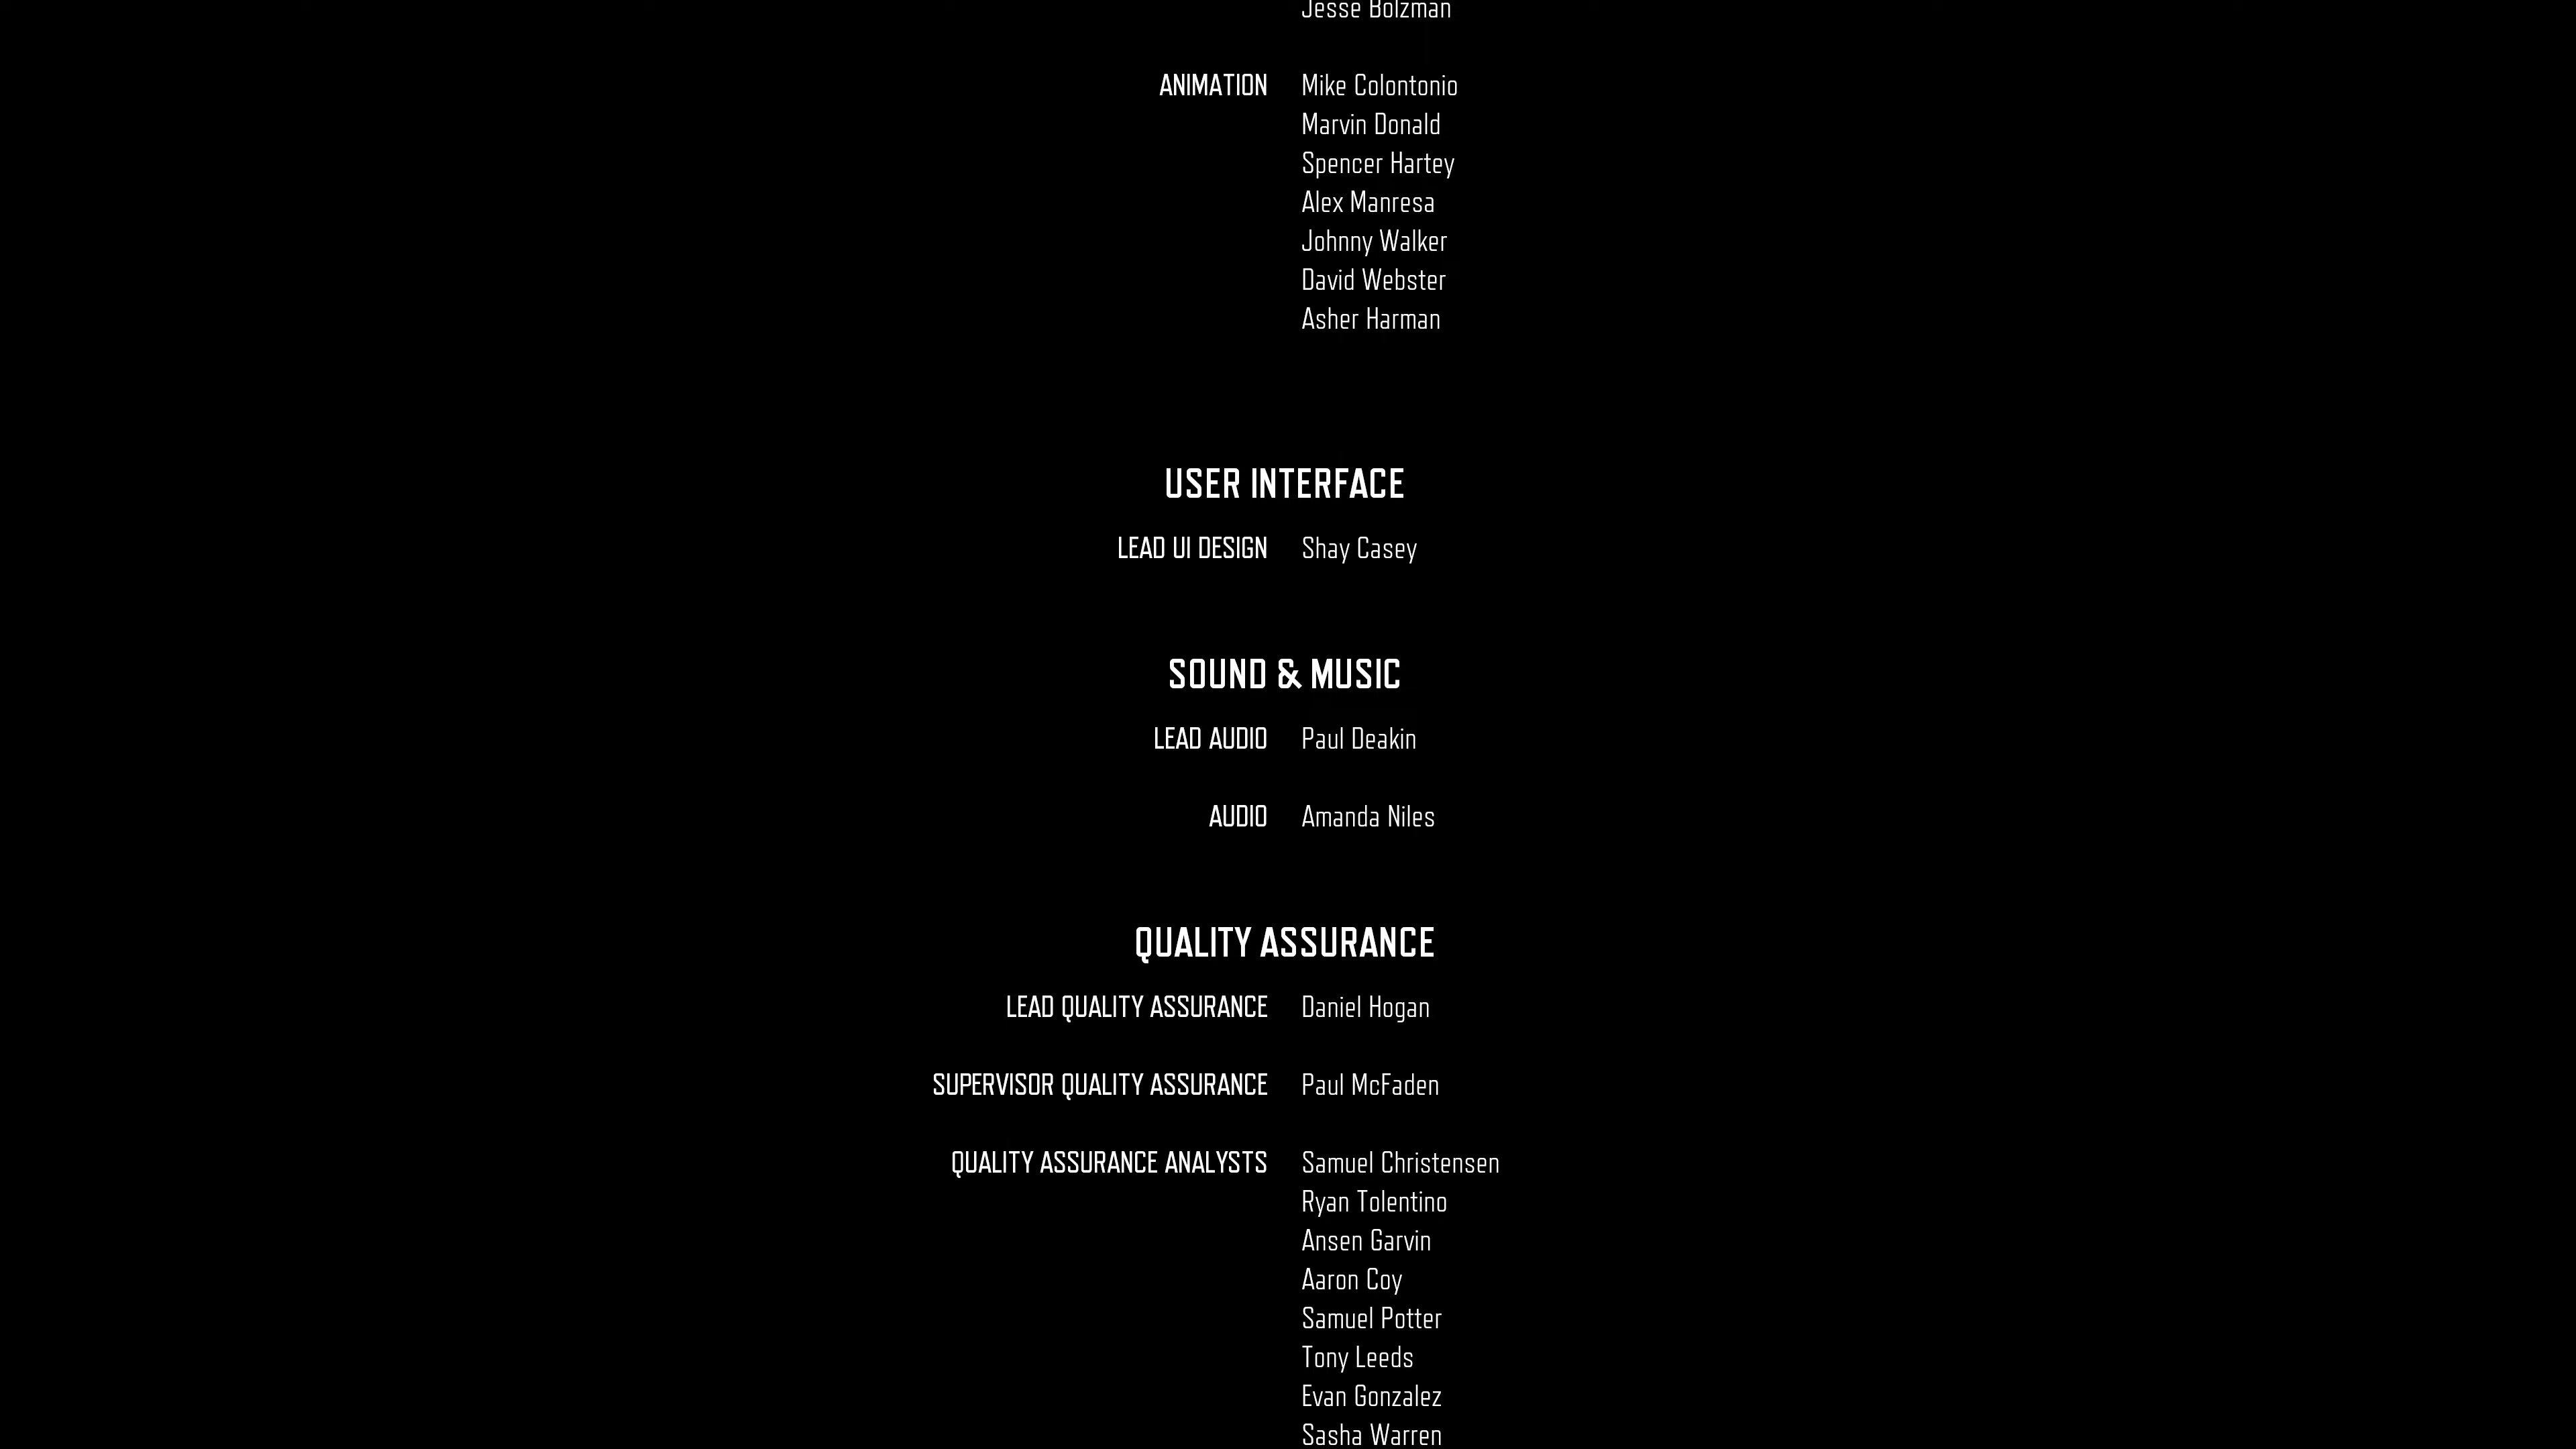 Jesse Bolzman
ANIMATION Mike Colontonio
Marvin Donald
Spencer Hartey
Alex Manresa
Johnny Walker
David Webster
Asher Harman
USER INTERFACE
LEAD UI DESIGN Shay Casey
SOUND & MUSIC
LEAD AUDIO Paul Deakin
AUDIO Amanda Niles
QUALITY ASSURANCE
LEAD QUALITY ASSURANCE Daniel Hogan
SUPERVISOR QUALITY ASSURANCE Paul McFaden
QUALITY ASSURANCE ANALYSTS Samuel Christensen
Ryan Tolentino
Ansen Garvin
Aaron Coy
Samuel Potter
Tony Leeds
Evan Gonzalez
Sasha Warren